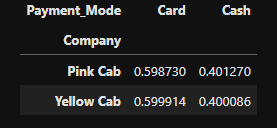 Payment_Mode Card Cash
Company
Pink Cab 0.598730 0.401270
Yellow Cab 0.599914 0.400086